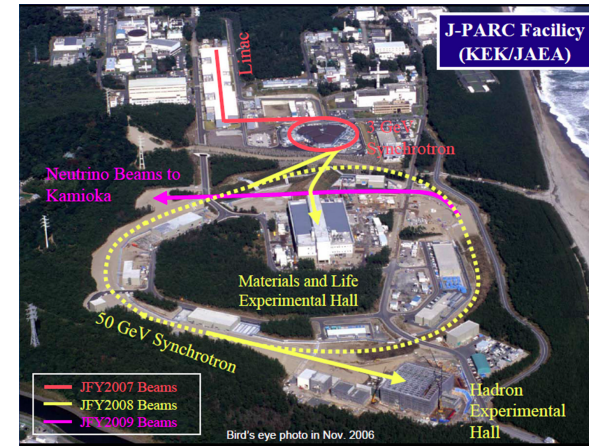 J-PARC Facility
(KEK/JAEA)
Linac
3 GeV
Synchrotron
Neutrino Beams to
Kamioka
Materials and Life
Experimental Hall
50 GeV Synchrotron
Hadron
Experimental
Hall
JFY2007 Beams
JFY2008 Beams
JFY2009 Beams
Bird's eye photo in Nov. 2006